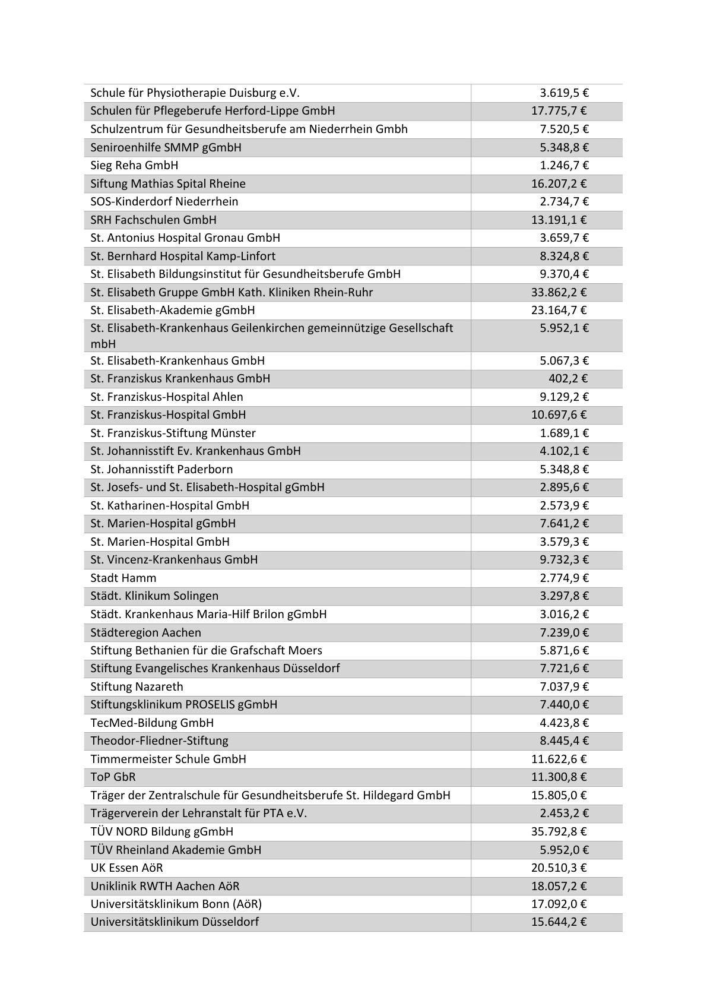 Schule für Physiotherapie Duisburg e.V. 3.619,5 €
Schulen für Pflegeberufe Herford-Lippe GmbH 17.775,7 €
Schulzentrum für Gesundheitsberufe am Niederrhein Gmbh 7.520,5 €
Seniroenhilfe SMMP gGmbH 5.348,8 €
Sieg Reha GmbH 1.246,7 €
Siftung Mathias Spital Rheine 16.207,2 €
SOS-Kinderdorf Niederrhein 2.734,7 €
SRH Fachschulen GmbH 13.191,1 €
St. Antonius Hospital Gronau GmbH 3.659,7 €
St. Bernhard Hospital Kamp-Linfort 8.324,8 €
St. Elisabeth Bildungsinstitut für Gesundheitsberufe GmbH 9.370,4 €
St. Elisabeth Gruppe GmbH Kath. Kliniken Rhein-Ruhr 33.862,2 €
St. Elisabeth-Akademie gGmbH 23.164,7 €
St. Elisabeth-Krankenhaus Geilenkirchen gemeinnützige Gesellschaft 5.952,1 €
mbH
St. Elisabeth-Krankenhaus GmbH 5.067,3 €
St. Franziskus Krankenhaus GmbH 402,2 €
St. Franziskus-Hospital Ahlen 9.129,2 €
St. Franziskus-Hospital GmbH 10.697,6 €
St. Franziskus-Stiftung Münster 1.689,1 €
St. Johannisstift Ev. Krankenhaus GmbH 4.102,1 €
St. Johannisstift Paderborn 5.348,8 €
St. Josefs- und St. Elisabeth-Hospital gGmbH 2.895,6 €
St. Katharinen-Hospital GmbH 2.573,9 €
St. Marien-Hospital gGmbH 7.641,2 €
St. Marien-Hospital GmbH 3.579,3 €
St. Vincenz-Krankenhaus GmbH 9.732,3 €
Stadt Hamm 2.774,9 €
Städt. Klinikum Solingen 3.297,8 €
Städt. Krankenhaus Maria-Hilf Brilon gGmbH 3.016,2 €
Städteregion Aachen 7.239,0 €
Stiftung Bethanien für die Grafschaft Moers 5.871,6 €
Stiftung Evangelisches Krankenhaus Düsseldorf 7.721,6 €
Stiftung Nazareth 7.037,9 €
Stiftungsklinikum PROSELIS gGmbH 7.440,0 €
TecMed-Bildung GmbH 4.423,8 €
Theodor-Fliedner-Stiftung 8.445,4 €
Timmermeister Schule GmbH 11.622,6 €
ToP GbR 11.300,8 €
Träger der Zentralschule für Gesundheitsberufe St. Hildegard GmbH 15.805,0 €
Trägerverein der Lehranstalt für PTA e.V. 2.453,2 €
TÜV NORD Bildung gGmbH 35.792,8 €
TÜV Rheinland Akademie GmbH 5.952,0 €
UK Essen AöR 20.510,3 €
Uniklinik RWTH Aachen AöR 18.057,2 €
Universitätsklinikum Bonn (AöR) 17.092,0 €
Universitätsklinikum Düsseldorf 15.644,2 €